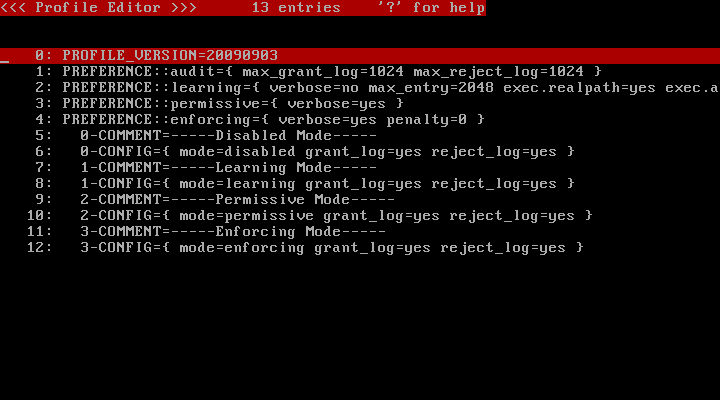 <<< Profile Editor >>>      13 entries    '?' for help
0: PROFILE_VERSION=20090903
1: PREFERENCE::audit={ max_grant_log=1024 max_reject_log=1024 }
2: PREFERENCE::learning={ verbose=no max_entry=2048 exec.realpath=yes exec.a
3: PREFERENCE::permissive={ verbose=yes }
4: PREFERENCE::enforcing={ verbose=yes penalty=0 }
5:   0-COMMENT=-----Disabled Mode-----
6:   0-CONFIG={ mode=disabled grant_log=yes reject_log=yes }
7:   1-COMMENT=-----Learning Mode-----
8:   1-CONFIG={ mode=learning grant_log=yes reject_log=yes }
9:   2-COMMENT=-----Permissive Mode-----
10:   2-CONFIG={ mode=permissive grant_log=yes reject_log=yes }
11:   3-COMMENT=-----Enforcing Mode-----
12:   3-CONFIG={ mode=enforcing grant_log=yes reject_log=yes }